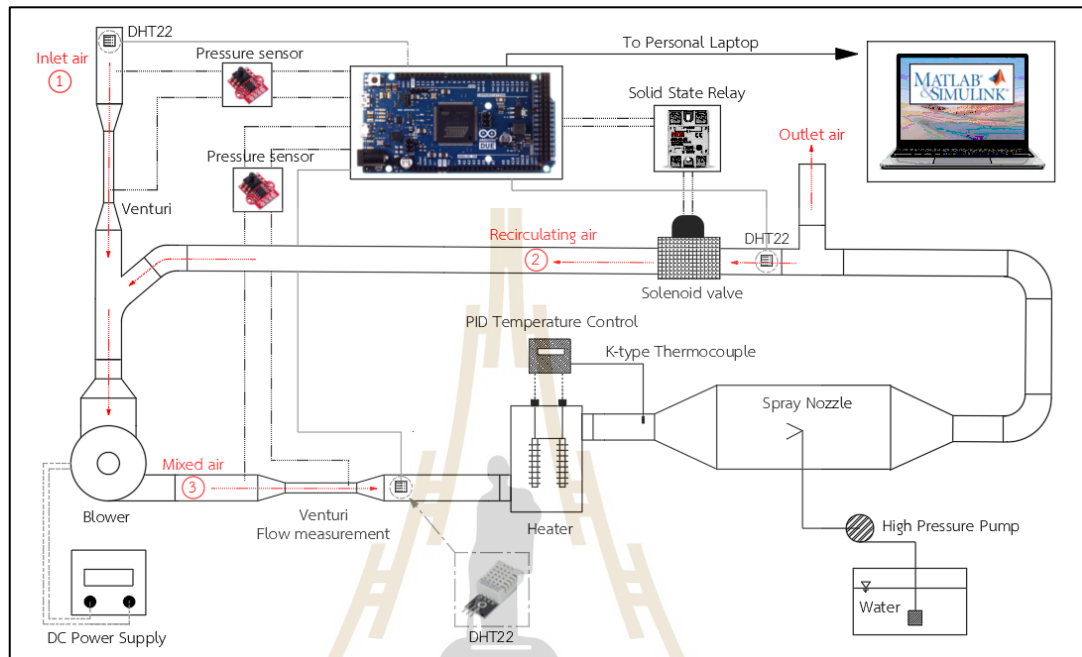 DHT22
Inlet air
1
Pressure sensor
To Personal Laptop
MATLAB
&SIMULINK
Solid State Relay
ARDUINO
DUE
Outlet air
Pressure sensor
Venturi
Recirculating air
2
DHT22
Solenoid valve
PID Temperature Control
K-type Thermocouple
Spray Nozzle
Mixed air
3
Blower
Venturi
Flow measurement
Heater
High Pressure Pump
Water
DC Power Supply
DHT22